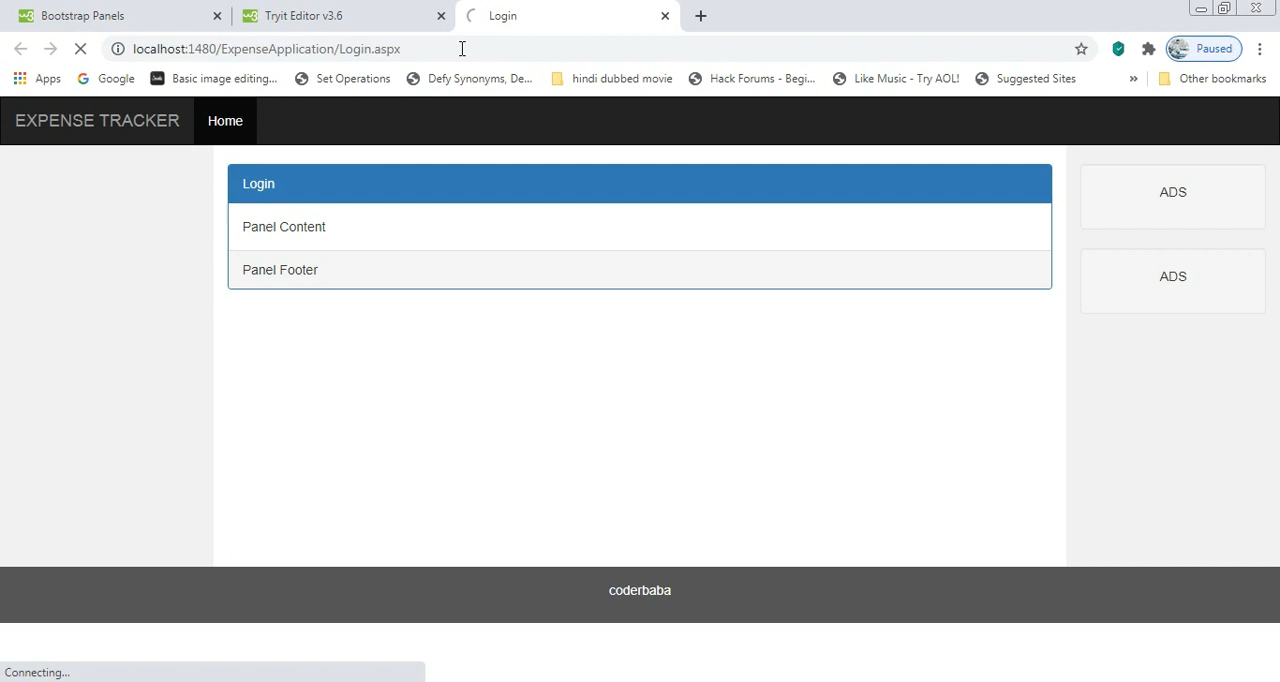 Bootstrap Panels
Tryit Editor v3.6
Login
localhost:1480/ExpenseApplication/Login.aspx
Paused
Apps
Google
Basic image editing...
Set Operations
Defy Synonyms, De...
hindi dubbed movie
Hack Forums - Begi...
Like Music - Try AOL!
Suggested Sites
»
Other bookmarks
EXPENSE TRACKER
Home
Login
Panel Content
Panel Footer
ADS
ADS
coderbaba
Connecting...